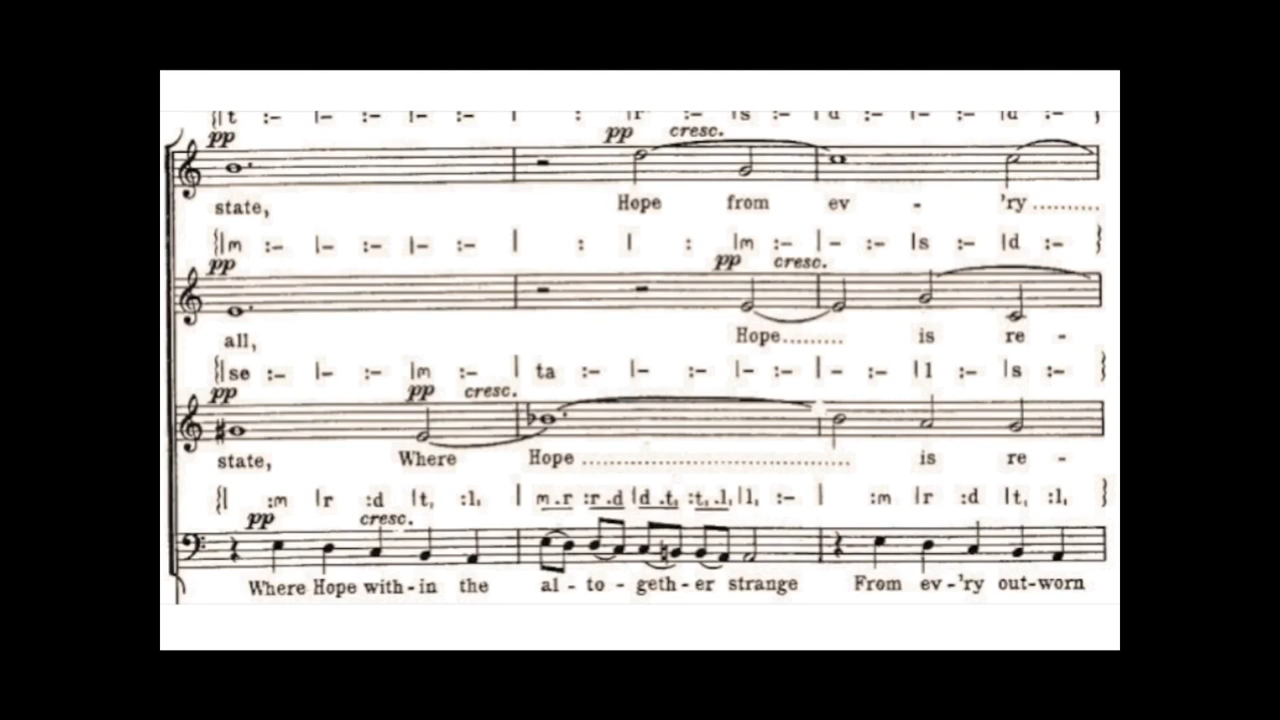 {| t :– |– :– |– :– | : |r :– |s :– |d :– |– :– |d :– }
pp pp cresc.
state, Hope from ev - 'ry ..........
{|m :– |– :– |– :– | : | : |m :– |– :– |s :– |d :– }
pp pp cresc.
all, Hope......... is re -
{|se :– |– :– |m :– | ta :– |– :– |– :– |– :– |l :– |s :– }
pp pp cresc.
state, Where Hope ........................................ is re -
{| :m |r :d |t, :l, | m.r :r.d |d.t, :t,.l,|l, :– | :m |r :d |t, :l, }
pp cresc.
Where Hope with-in the al - to - geth - er strange From ev-'ry out-worn